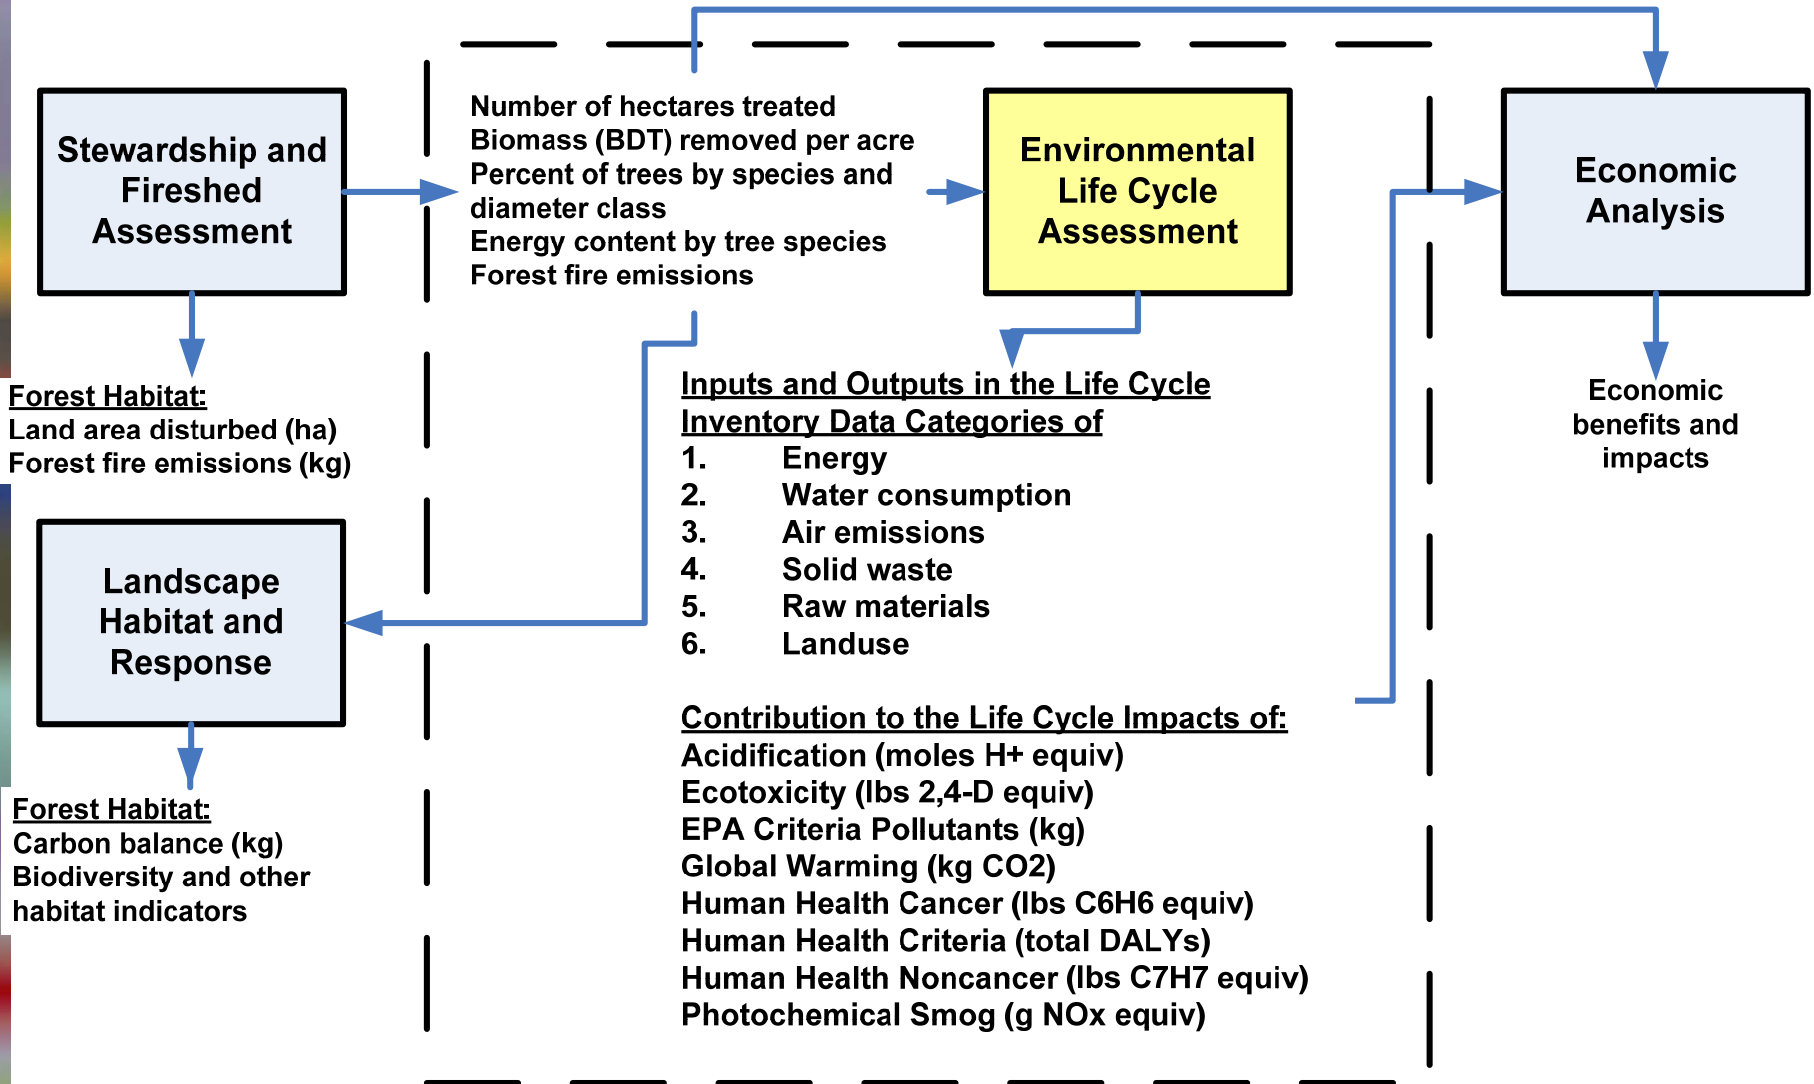 Stewardship and
Fireshed
Assessment
Number of hectares treated
Biomass (BDT) removed per acre
Percent of trees by species and
diameter class
Energy content by tree species
Forest fire emissions
Environmental
Life Cycle
Assessment
Economic
Analysis
Forest Habitat:
Land area disturbed (ha)
Forest fire emissions (kg)
Inputs and Outputs in the Life Cycle
Inventory Data Categories of
1. Energy
2. Water consumption
3. Air emissions
4. Solid waste
5. Raw materials
6. Landuse
Economic
benefits and
impacts
Landscape
Habitat and
Response
Contribution to the Life Cycle Impacts of:
Acidification (moles H+ equiv)
Ecotoxicity (lbs 2,4-D equiv)
EPA Criteria Pollutants (kg)
Global Warming (kg CO2)
Human Health Cancer (lbs C6H6 equiv)
Human Health Criteria (total DALYs)
Human Health Noncancer (lbs C7H7 equiv)
Photochemical Smog (g NOx equiv)
Forest Habitat:
Carbon balance (kg)
Biodiversity and other
habitat indicators